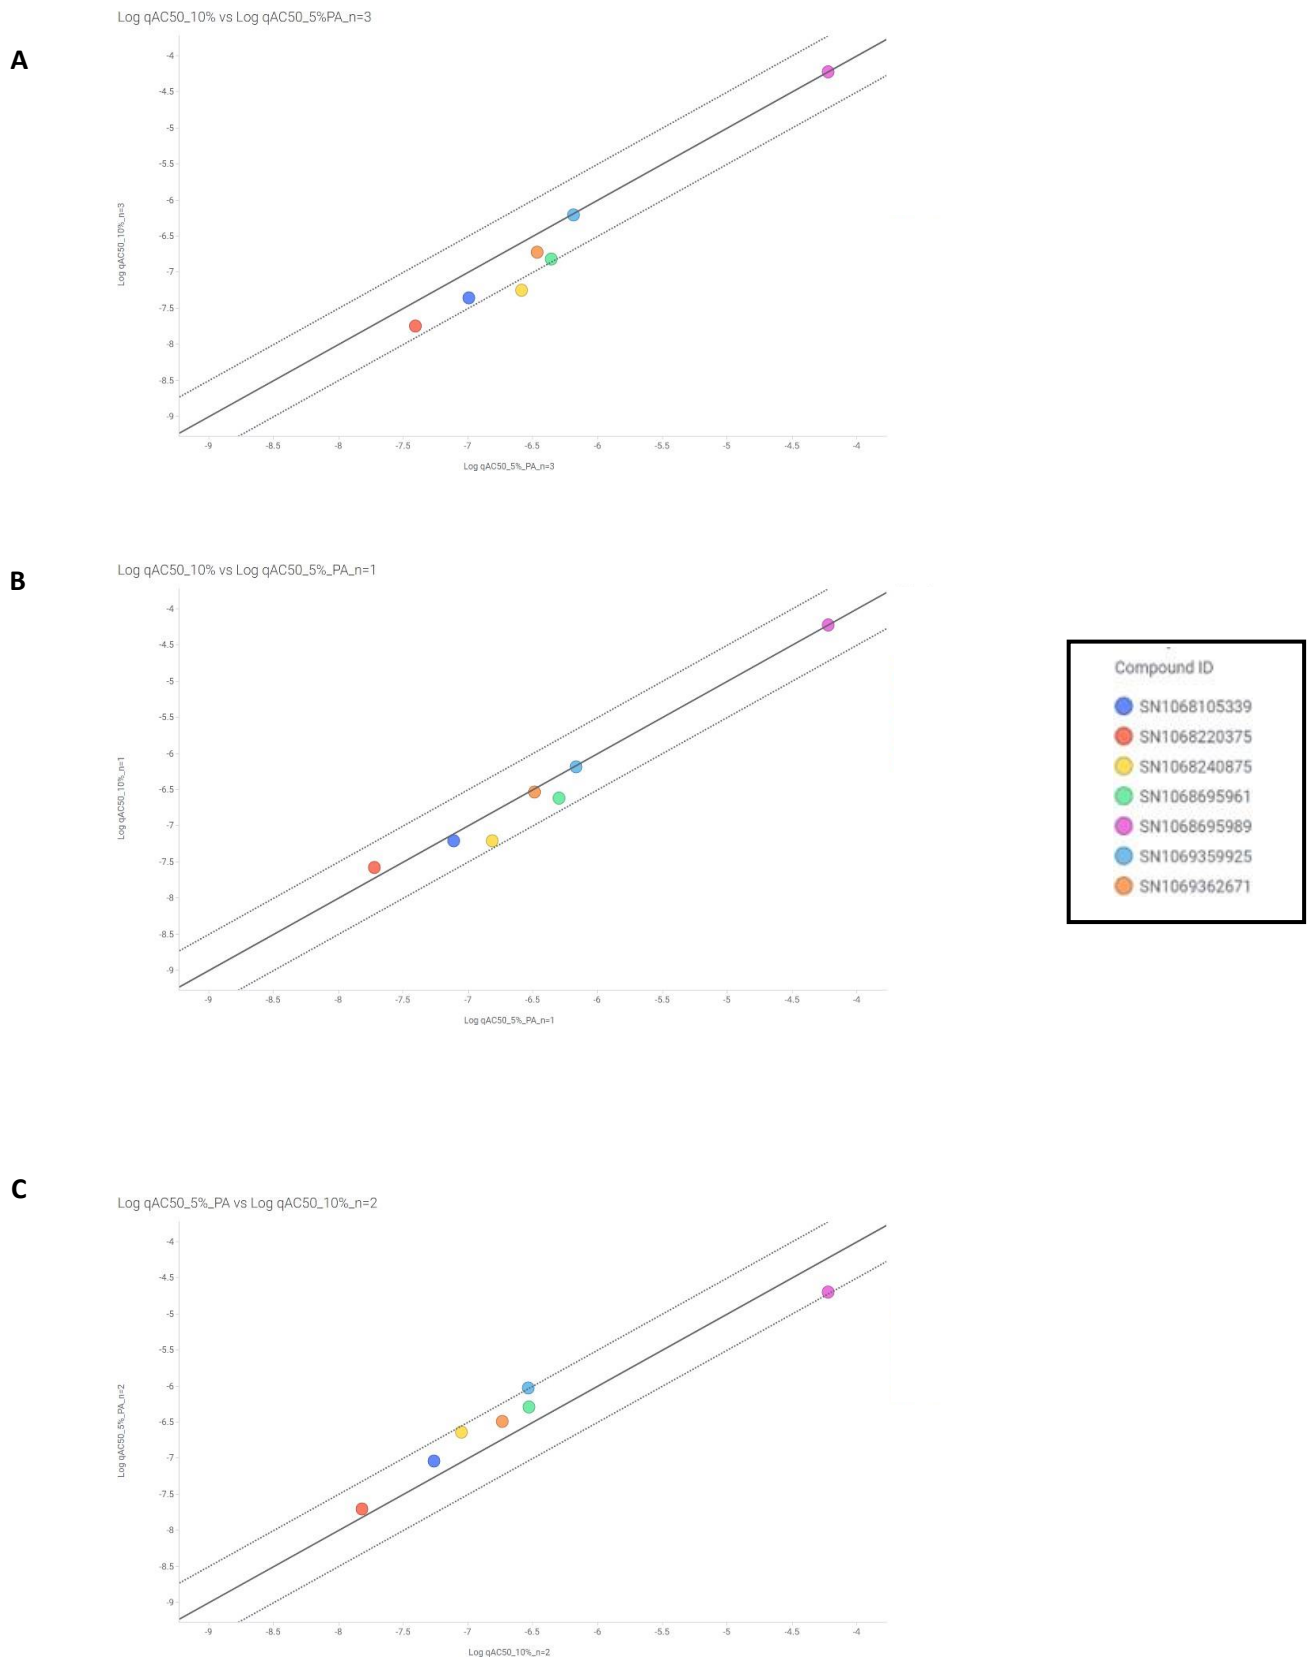 Log qAC50_10% vs Log qAC50_5%PA_n=3
A
-4
-4.5
-5
-5.5
-6
-6.5
-7
-7.5
-8
-8.5
-9
Log qAC50_10%_n=3
-9 -8.5 -8 -7.5 -7 -6.5 -6 -5.5 -5 -4.5 -4
Log qAC50_5%_PA_n=3
Log qAC50_10% vs Log qAC50_5%_PA_n=1
B
-4
-4.5
-5
-5.5
-6
-6.5
-7
-7.5
-8
-8.5
-9
Log qAC50_10%_n=1
-9 -8.5 -8 -7.5 -7 -6.5 -6 -5.5 -5 -4.5 -4
Log qAC50_5%_PA_n=1
Compound ID
SN1068105339
SN1068220375
SN1068240875
SN1068695961
SN1068695989
SN1069359925
SN1069362671
C
Log qAC50_5%_PA vs Log qAC50_10%_n=2
-4
-4.5
-5
-5.5
-6
-6.5
-7
-7.5
-8
-8.5
-9
Log qAC50_5%_PA_n=2
-9 -8.5 -8 -7.5 -7 -6.5 -6 -5.5 -5 -4.5 -4
Log qAC50_10%_n=2